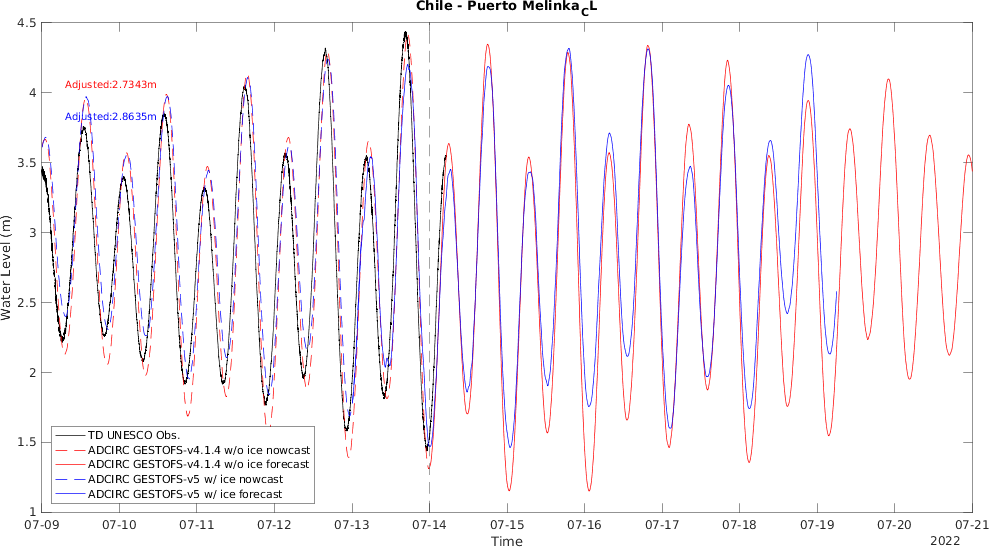 Chile - Puerto Melinka_CL
4.5
4
3.5
3
2.5
2
1.5
1
Water Level (m)
Adjusted:2.7343m
Adjusted:2.8635m
TD UNESCO Obs.
ADCIRC GESTOFS-v4.1.4 w/o ice nowcast
ADCIRC GESTOFS-v4.1.4 w/o ice forecast
ADCIRC GESTOFS-v5 w/ ice nowcast
ADCIRC GESTOFS-v5 w/ ice forecast
07-09 07-10 07-11 07-12 07-13 07-14 07-15 07-16 07-17 07-18 07-19 07-20 07-21
Time
2022